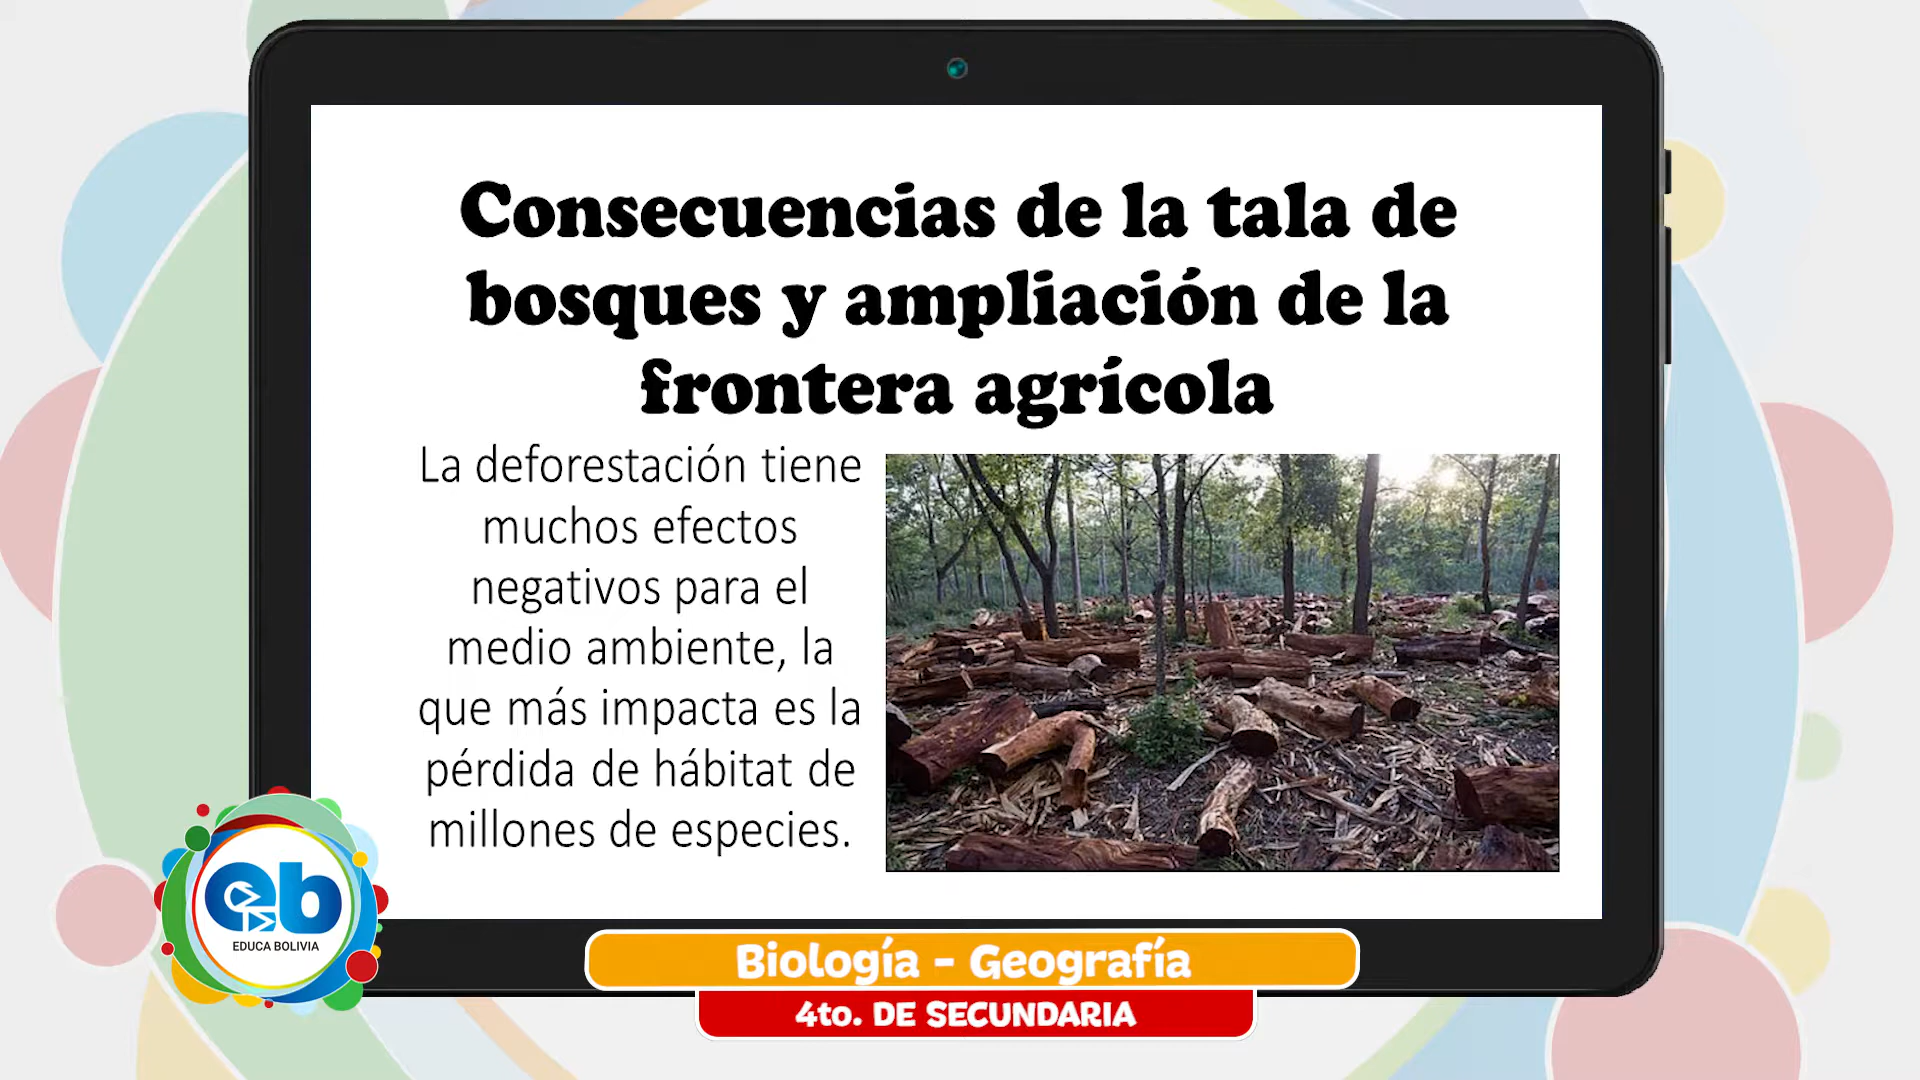 Consecuencias de la tala de
bosques y ampliación de la
frontera agrícola
La deforestación tiene
muchos efectos
negativos para el
medio ambiente, la
que más impacta es la
pérdida de hábitat de
millones de especies.
eb
EDUCA BOLIVIA
Biología - Geografía
4to. DE SECUNDARIA